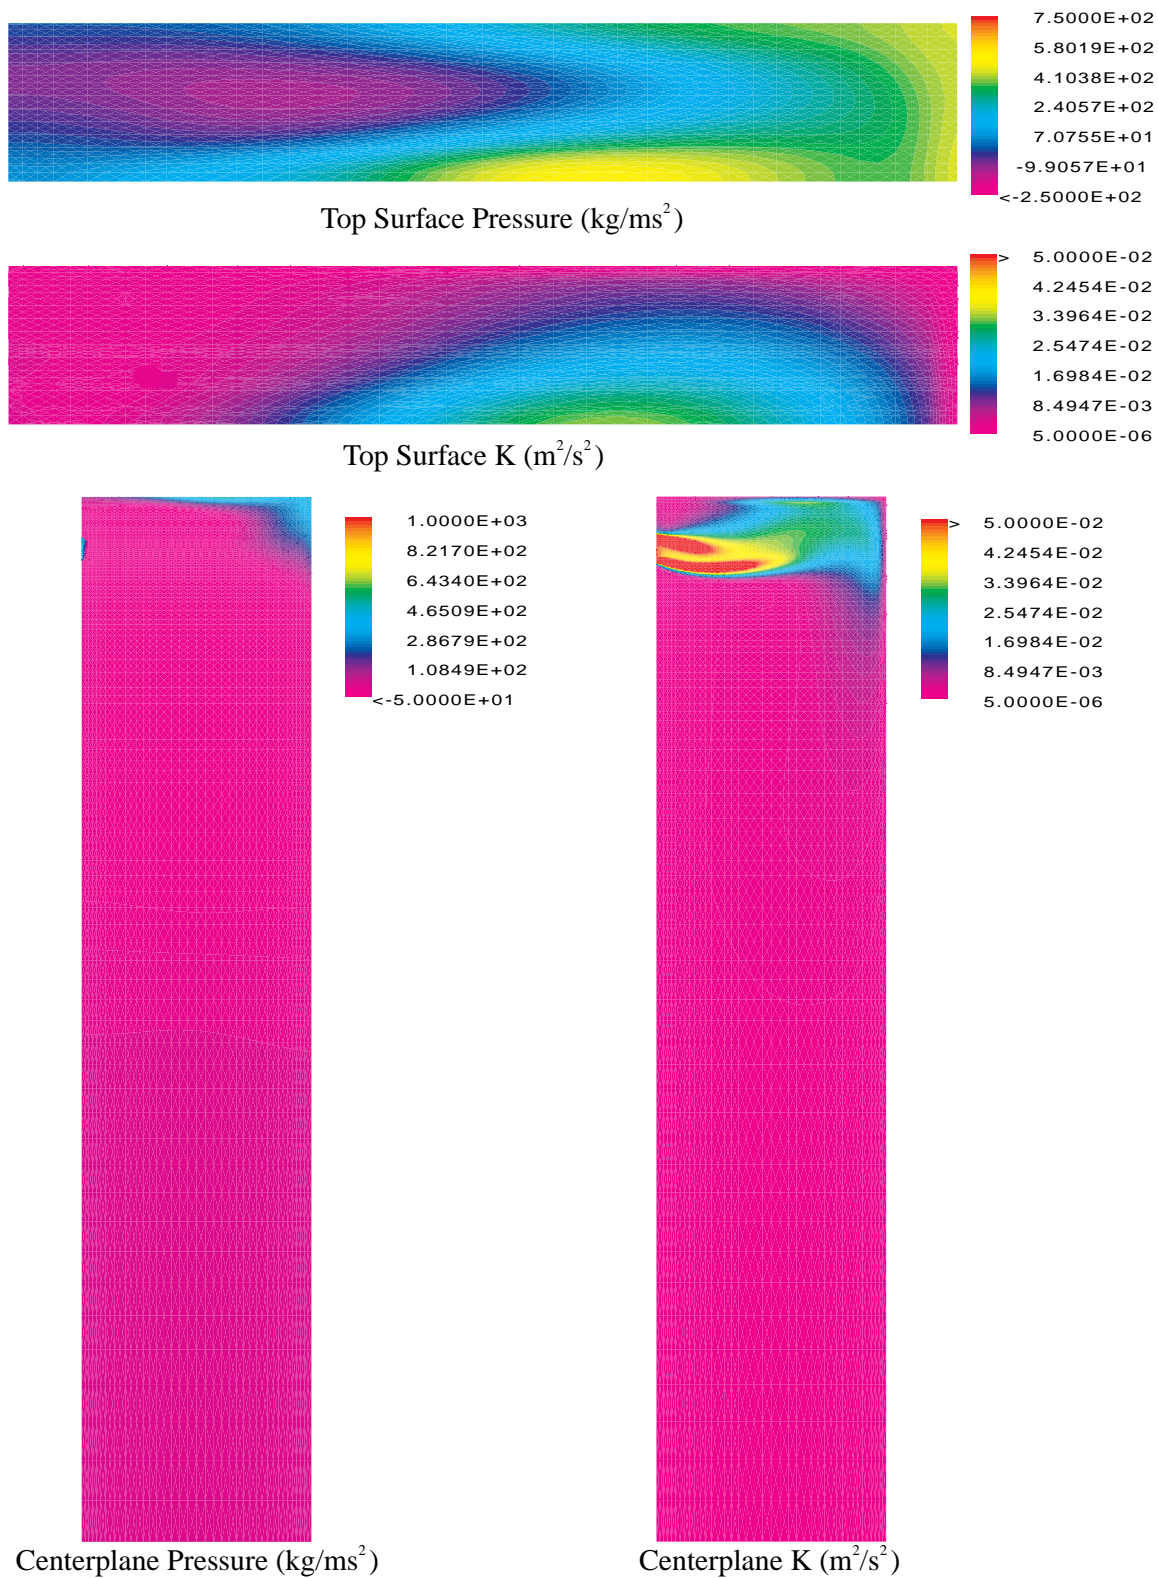 7.5000E+02
5.8019E+02
4.1038E+02
2.4057E+02
7.0755E+01
-9.9057E+01
<-2.5000E+02
Top Surface Pressure (kg/ms²)
> 5.0000E-02
4.2454E-02
3.3964E-02
2.5474E-02
1.6984E-02
8.4947E-03
5.0000E-06
Top Surface K (m²/s²)
1.0000E+03
8.2170E+02
6.4340E+02
4.6509E+02
2.8679E+02
1.0849E+02
<-5.0000E+01
> 5.0000E-02
4.2454E-02
3.3964E-02
2.5474E-02
1.6984E-02
8.4947E-03
5.0000E-06
Centerplane Pressure (kg/ms²)
Centerplane K (m²/s²)